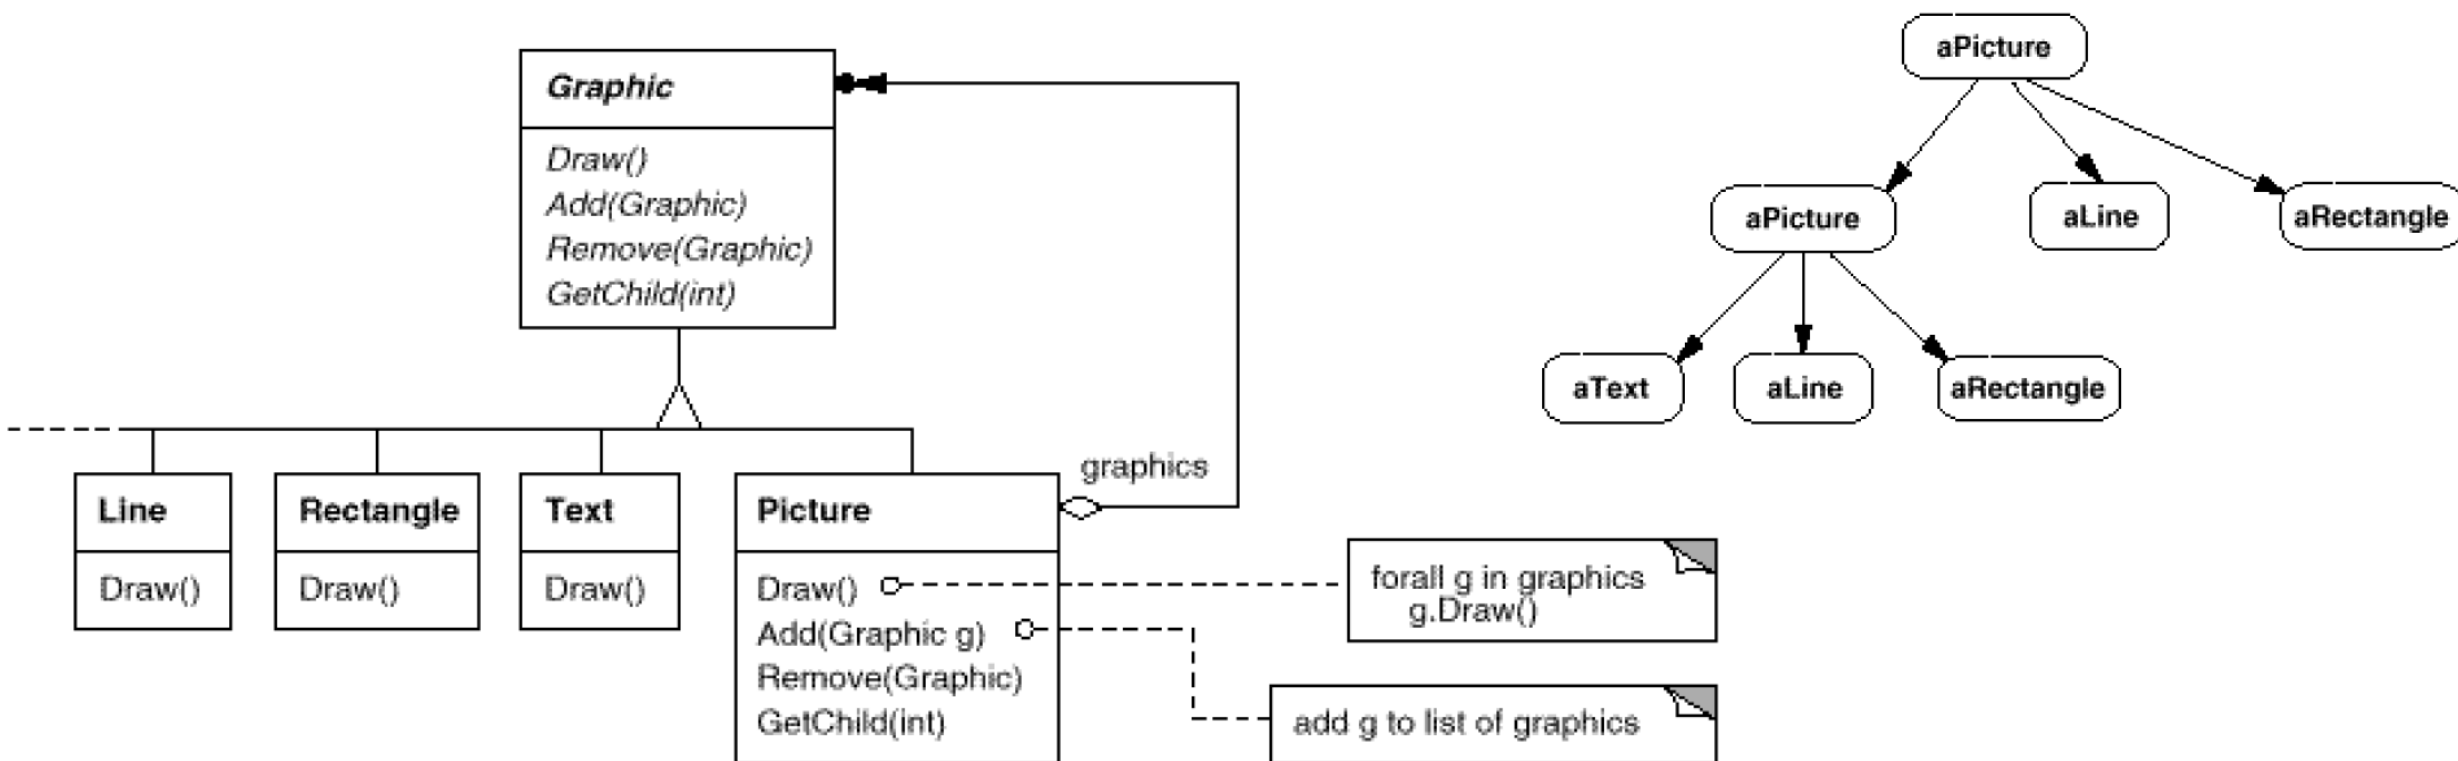 Graphic
Draw()
Add(Graphic)
Remove(Graphic)
GetChild(int)
graphics
Line
Draw()
Rectangle
Draw()
Text
Draw()
Picture
Draw()
Add(Graphic g)
Remove(Graphic)
GetChild(int)
forall g in graphics
g.Draw()
add g to list of graphics
aPicture
aPicture
aLine
aRectangle
aText
aLine
aRectangle